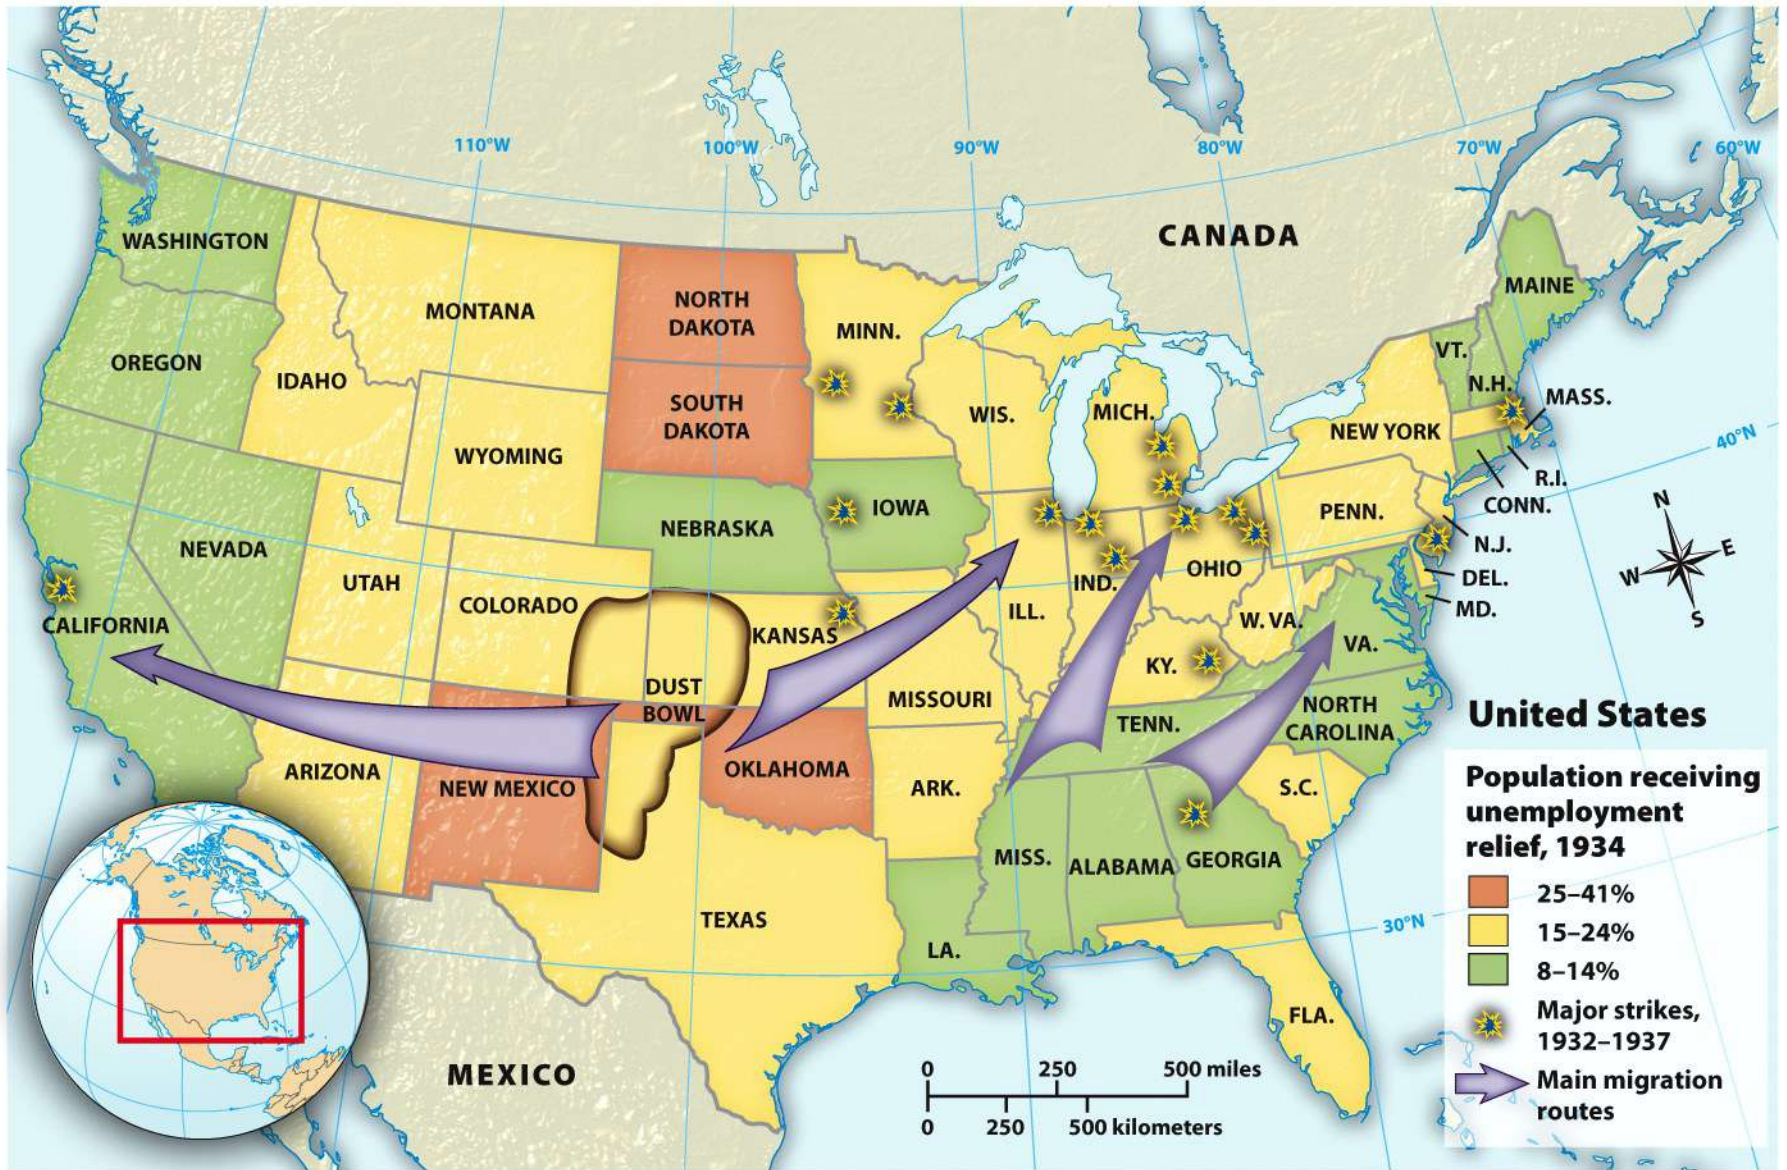 110°W
100°W
90°W
80°W
70°W
60°W
CANADA
WASHINGTON
MAINE
MONTANA
NORTH
DAKOTA
MINN.
OREGON
VT.
IDAHO
N.H.
MASS.
SOUTH
DAKOTA
WIS.
MICH.
NEW YORK
40°N
WYOMING
R.I.
CONN.
N
IOWA
NEBRASKA
PENN.
NEVADA
N.J.
E
UTAH
IND.
OHIO
DEL.
W
COLORADO
MD.
ILL.
W. VA.
S
CALIFORNIA
KANSAS
VA.
KY.
DUST
BOWL
MISSOURI
NORTH
CAROLINA
TENN.
United States
ARIZONA
OKLAHOMA
NEW MEXICO
ARK.
S.C.
Population receiving
unemployment
relief, 1934
MISS.
ALABAMA
GEORGIA
25–41%
TEXAS
30°N
15–24%
LA.
8–14%
FLA.
Major strikes,
1932–1937
MEXICO
0 250 500 miles
Main migration
routes
0 250 500 kilometers